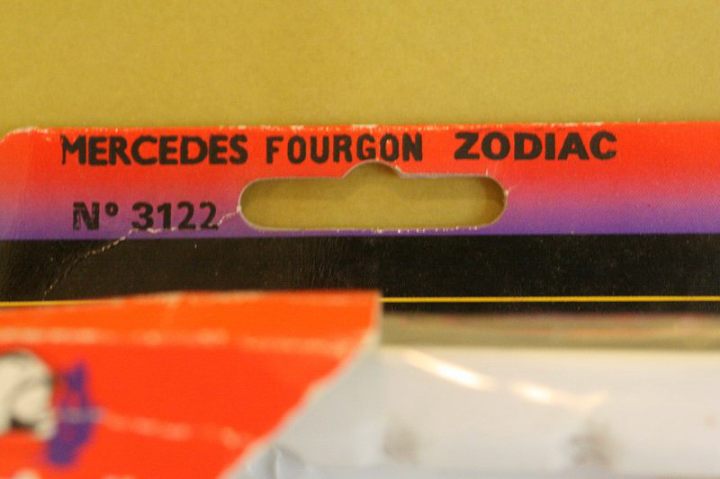 MERCEDES FOURGON ZODIAC
N° 3122